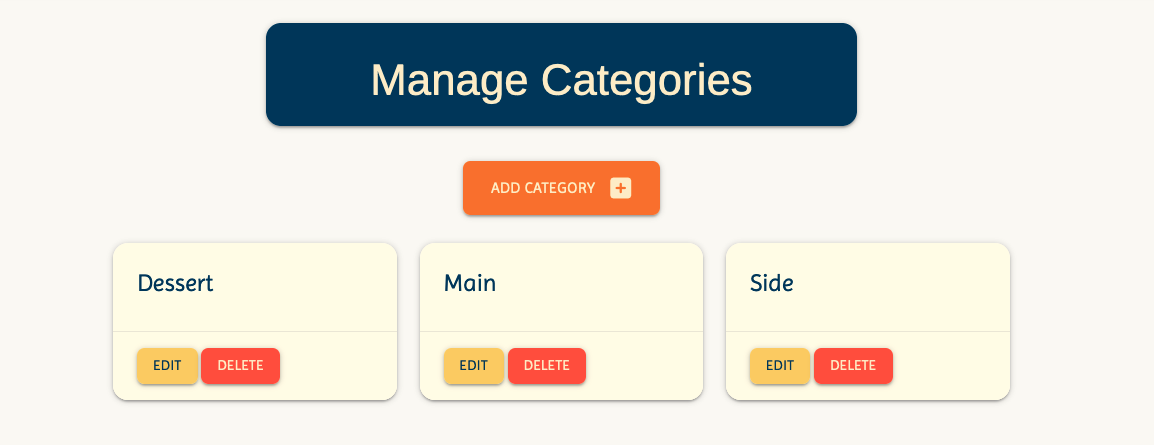 Manage Categories
ADD CATEGORY
Dessert
EDIT DELETE
Main
EDIT DELETE
Side
EDIT DELETE